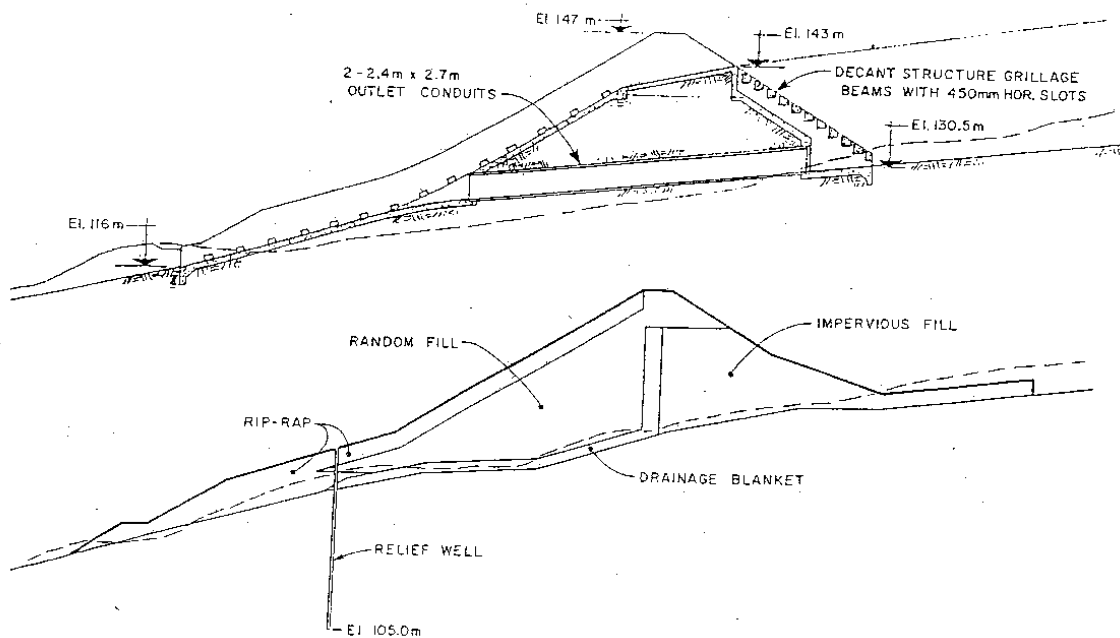 El. 147 m
El. 143 m
2-2.4m x 2.7m
OUTLET CONDUITS
DECANT STRUCTURE GRILLAGE
BEAMS WITH 450mm HOR. SLOTS
El. 130.5m
El. 116 m
RANDOM FILL
IMPERVIOUS FILL
RIP-RAP
DRAINAGE BLANKET
RELIEF WELL
El. 105.0m